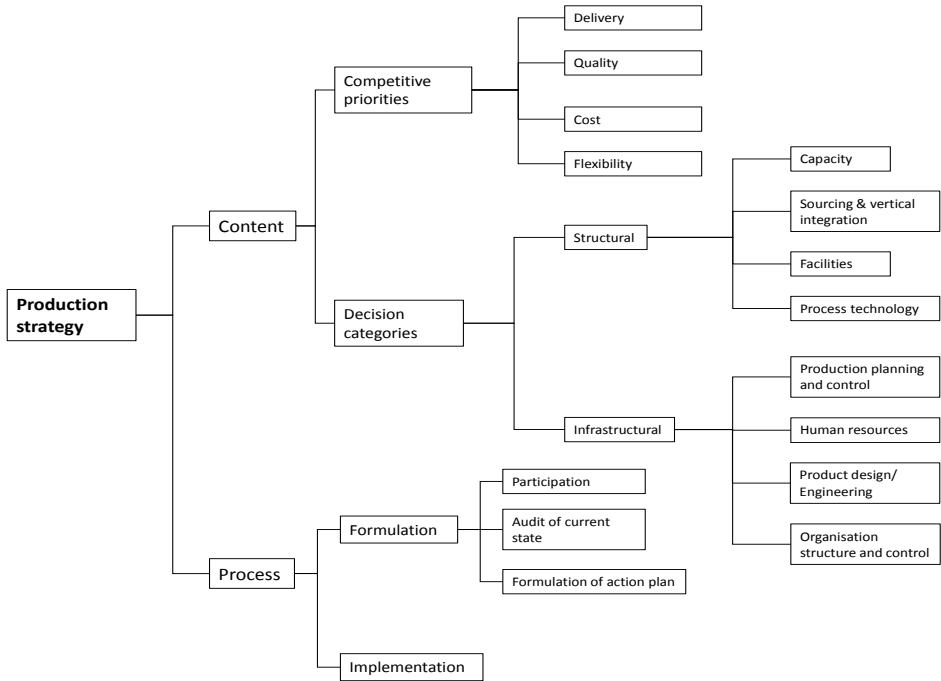 Delivery
Quality
Competitive
priorities
Cost
Flexibility
Capacity
Sourcing & vertical
integration
Content
Structural
Facilities
Production
strategy
Decision
categories
Process technology
Production planning
and control
Infrastructural
Human resources
Participation
Product design/
Engineering
Formulation
Audit of current
state
Organisation
structure and control
Process
Formulation of action plan
Implementation